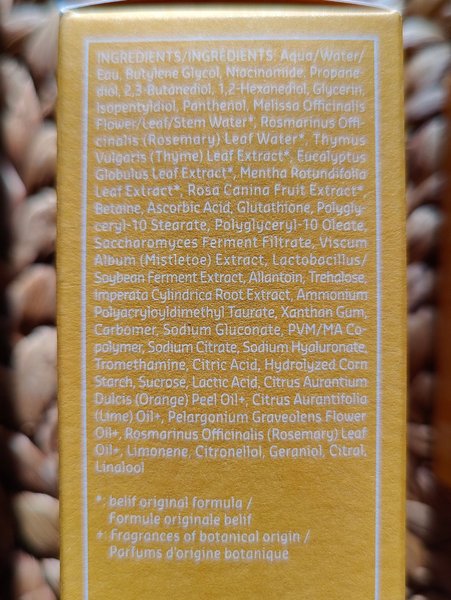 INGREDIENTS/INGRÉDIENTS: Aqua/Water/
Eau, Butylene Glycol, Niacinamide, Propane-
diol, 2,3-Butanediol, 1,2-Hexanediol, Glycerin,
Isopentyldiol, Panthenol, Melissa Officinalis
Flower/Leaf/Stem Water*, Rosmarinus Offi-
cinalis (Rosemary) Leaf Water*, Thymus
Vulgaris (Thyme) Leaf Extract*, Eucalyptus
Globulus Leaf Extract*, Mentha Rotundifolia
Leaf Extract*, Rosa Canina Fruit Extract*,
Betaine, Ascorbic Acid, Glutathione, Polygly-
ceryl-10 Stearate, Polyglyceryl-10 Oleate,
Saccharomyces Ferment Filtrate, Viscum
Album (Mistletoe) Extract, Lactobacillus/
Soybean Ferment Extract, Allantoin, Trehalose,
Imperata Cylindrica Root Extract, Ammonium
Polyacryloyldimethyl Taurate, Xanthan Gum,
Carbomer, Sodium Gluconate, PVM/MA Co-
polymer, Sodium Citrate, Sodium Hyaluronate,
Tromethamine, Citric Acid, Hydrolyzed Corn
Starch, Sucrose, Lactic Acid, Citrus Aurantium
Dulcis (Orange) Peel Oil+, Citrus Aurantifolia
(Lime) Oil+, Pelargonium Graveolens Flower
Oil+, Rosmarinus Officinalis (Rosemary) Leaf
Oil+, Limonene, Citronellol, Geraniol, Citral,
Linalool
*: belif original formula /
Formule originale belif
+: Fragrances of botanical origin /
Parfums d'origine botanique